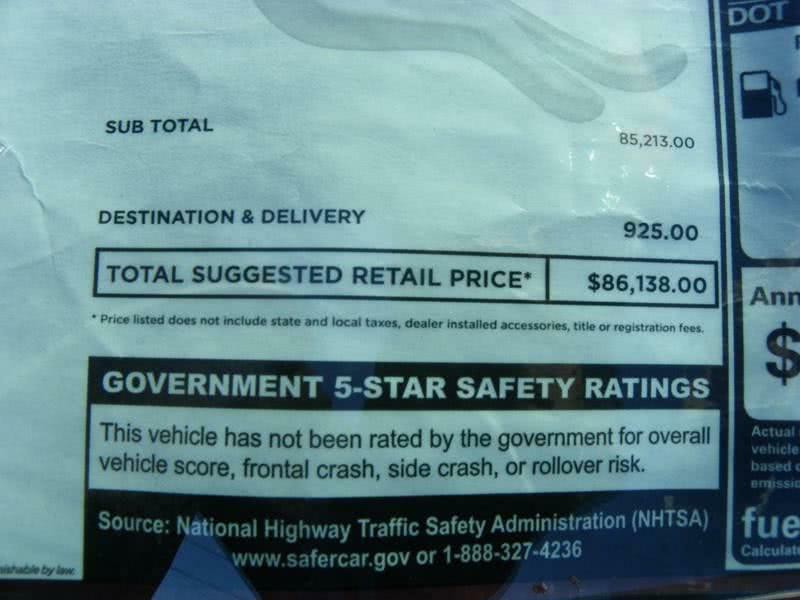 SUB TOTAL 85,213.00
DESTINATION & DELIVERY 925.00
TOTAL SUGGESTED RETAIL PRICE* $86,138.00
* Price listed does not include state and local taxes, dealer installed accessories, title or registration fees.
GOVERNMENT 5-STAR SAFETY RATINGS
This vehicle has not been rated by the government for overall
vehicle score, frontal crash, side crash, or rollover risk.
Source: National Highway Traffic Safety Administration (NHTSA)
www.safercar.gov or 1-888-327-4236
by law.
DOT
$
Actual
vehicle
based